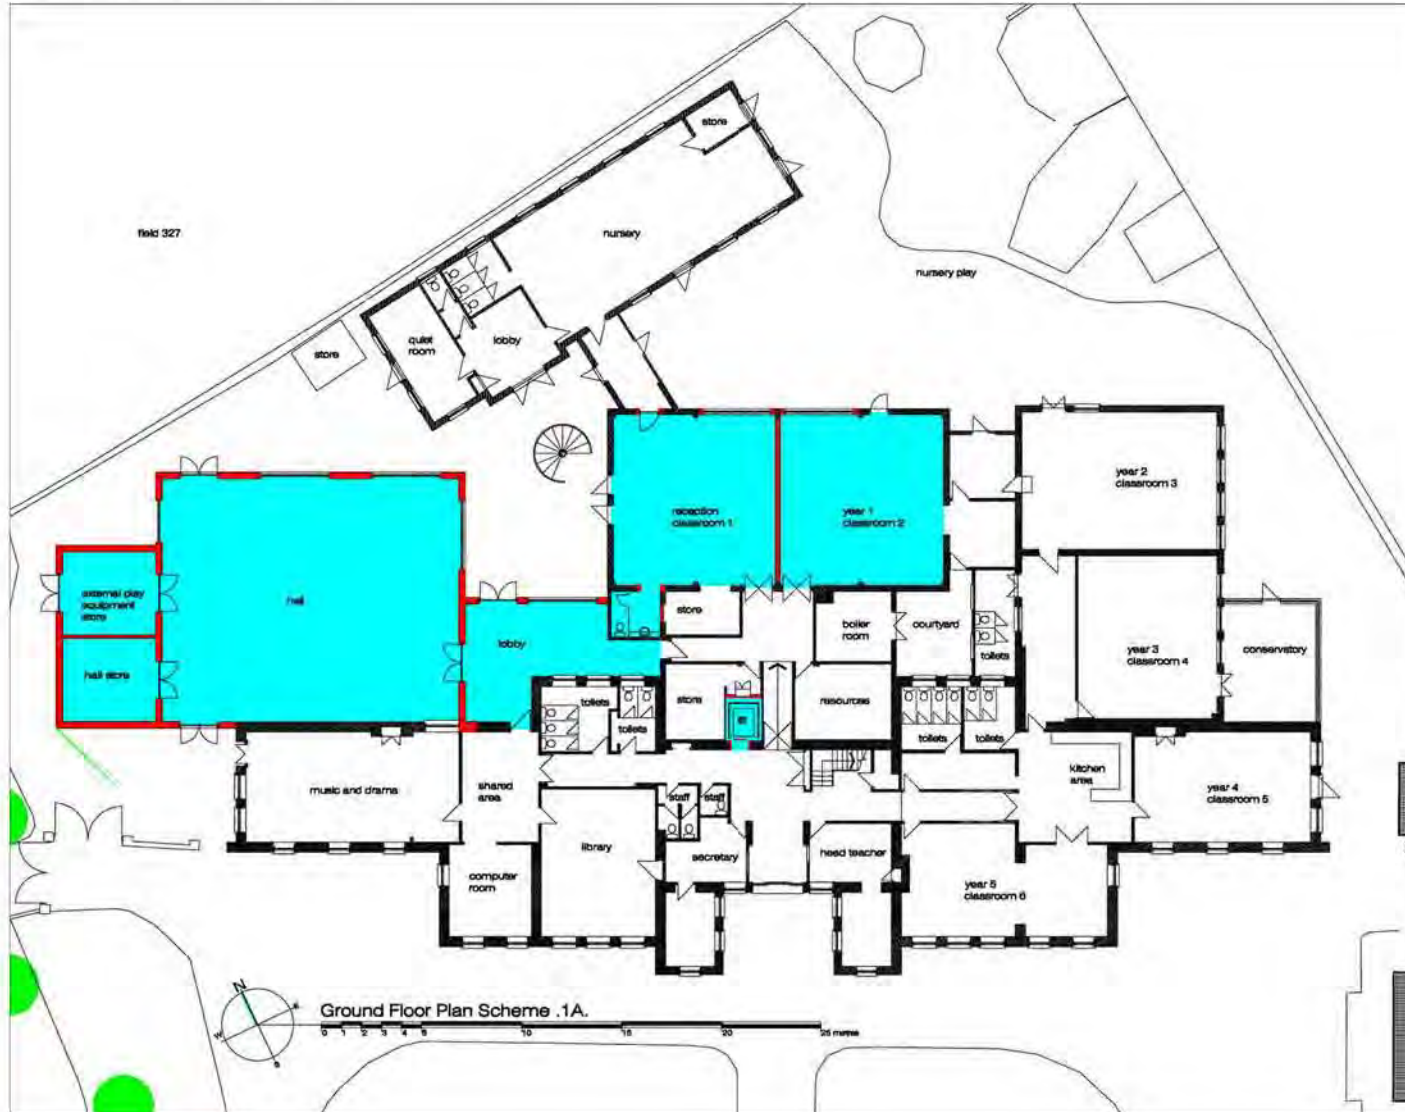 store
field 327
nursery
nursery play
quiet
room
lobby
store
year 2
classroom 3
reception
classroom 1
year 1
classroom 2
external play
equipment
store
hall
store
boiler
room
courtyard
lobby
toilets
year 3
classroom 4
conservatory
hall store
store
resources
toilets
toilets
lift
toilets
toilets
kitchen
area
music and drama
shared
area
staff
staff
year 4
classroom 5
library
secretary
head teacher
computer
room
year 5
classroom 6
N
E
W
S
Ground Floor Plan Scheme .1A.
0 1 2 3 4 5 10 15 20 25 metres